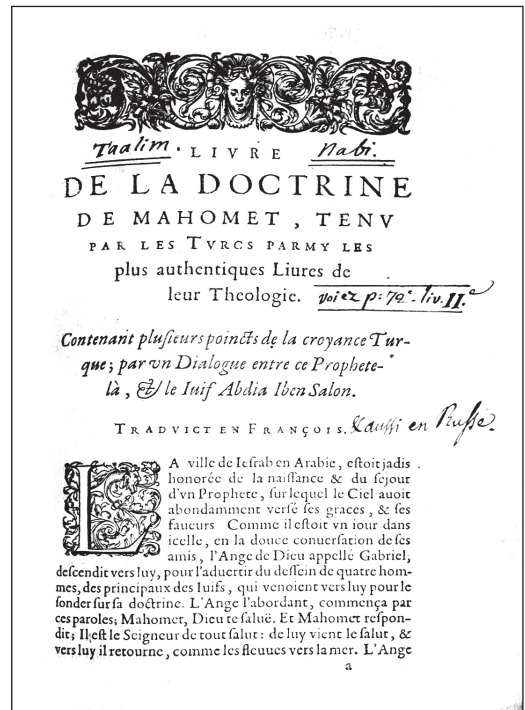 Taalim. LIVRE Nabi.
DE LA DOCTRINE
DE MAHOMET, TENV
PAR LES TVRCS PARMY LES
plus authentiques Liures de
leur Theologie. voiez p: 72e. liv. II.e
Contenant plusieurs poincts de la croyance Tur-
que; par vn Dialogue entre ce Prophete-
là, & le Iuif Abdia Iben Salon.
TRADVICT EN FRANÇOIS. & aussi en Russe.
LA ville de Iesrab en Arabie, estoit jadis
honorée de la naissance & du sejour
d'vn Prophete, sur lequel le Ciel auoit
abondamment versé ses graces, & ses
faueurs Comme il estoit vn iour dans
icelle, en la douce conuersation de ses
amis, l'Ange de Dieu appellé Gabriel,
descendit vers luy, pour l'aduertir du dessein de quatre hom-
mes, des principaux des Iuifs, qui venoient vers luy pour le
sonder sur sa doctrine. L'Ange l'abordant, commença par
ces paroles; Mahomet, Dieu te saluë. Et Mahomet respon-
dit; Il est le Seigneur de tout salut: de luy vient le salut, &
vers luy il retourne, comme les fleuues vers la mer. L'Ange
a